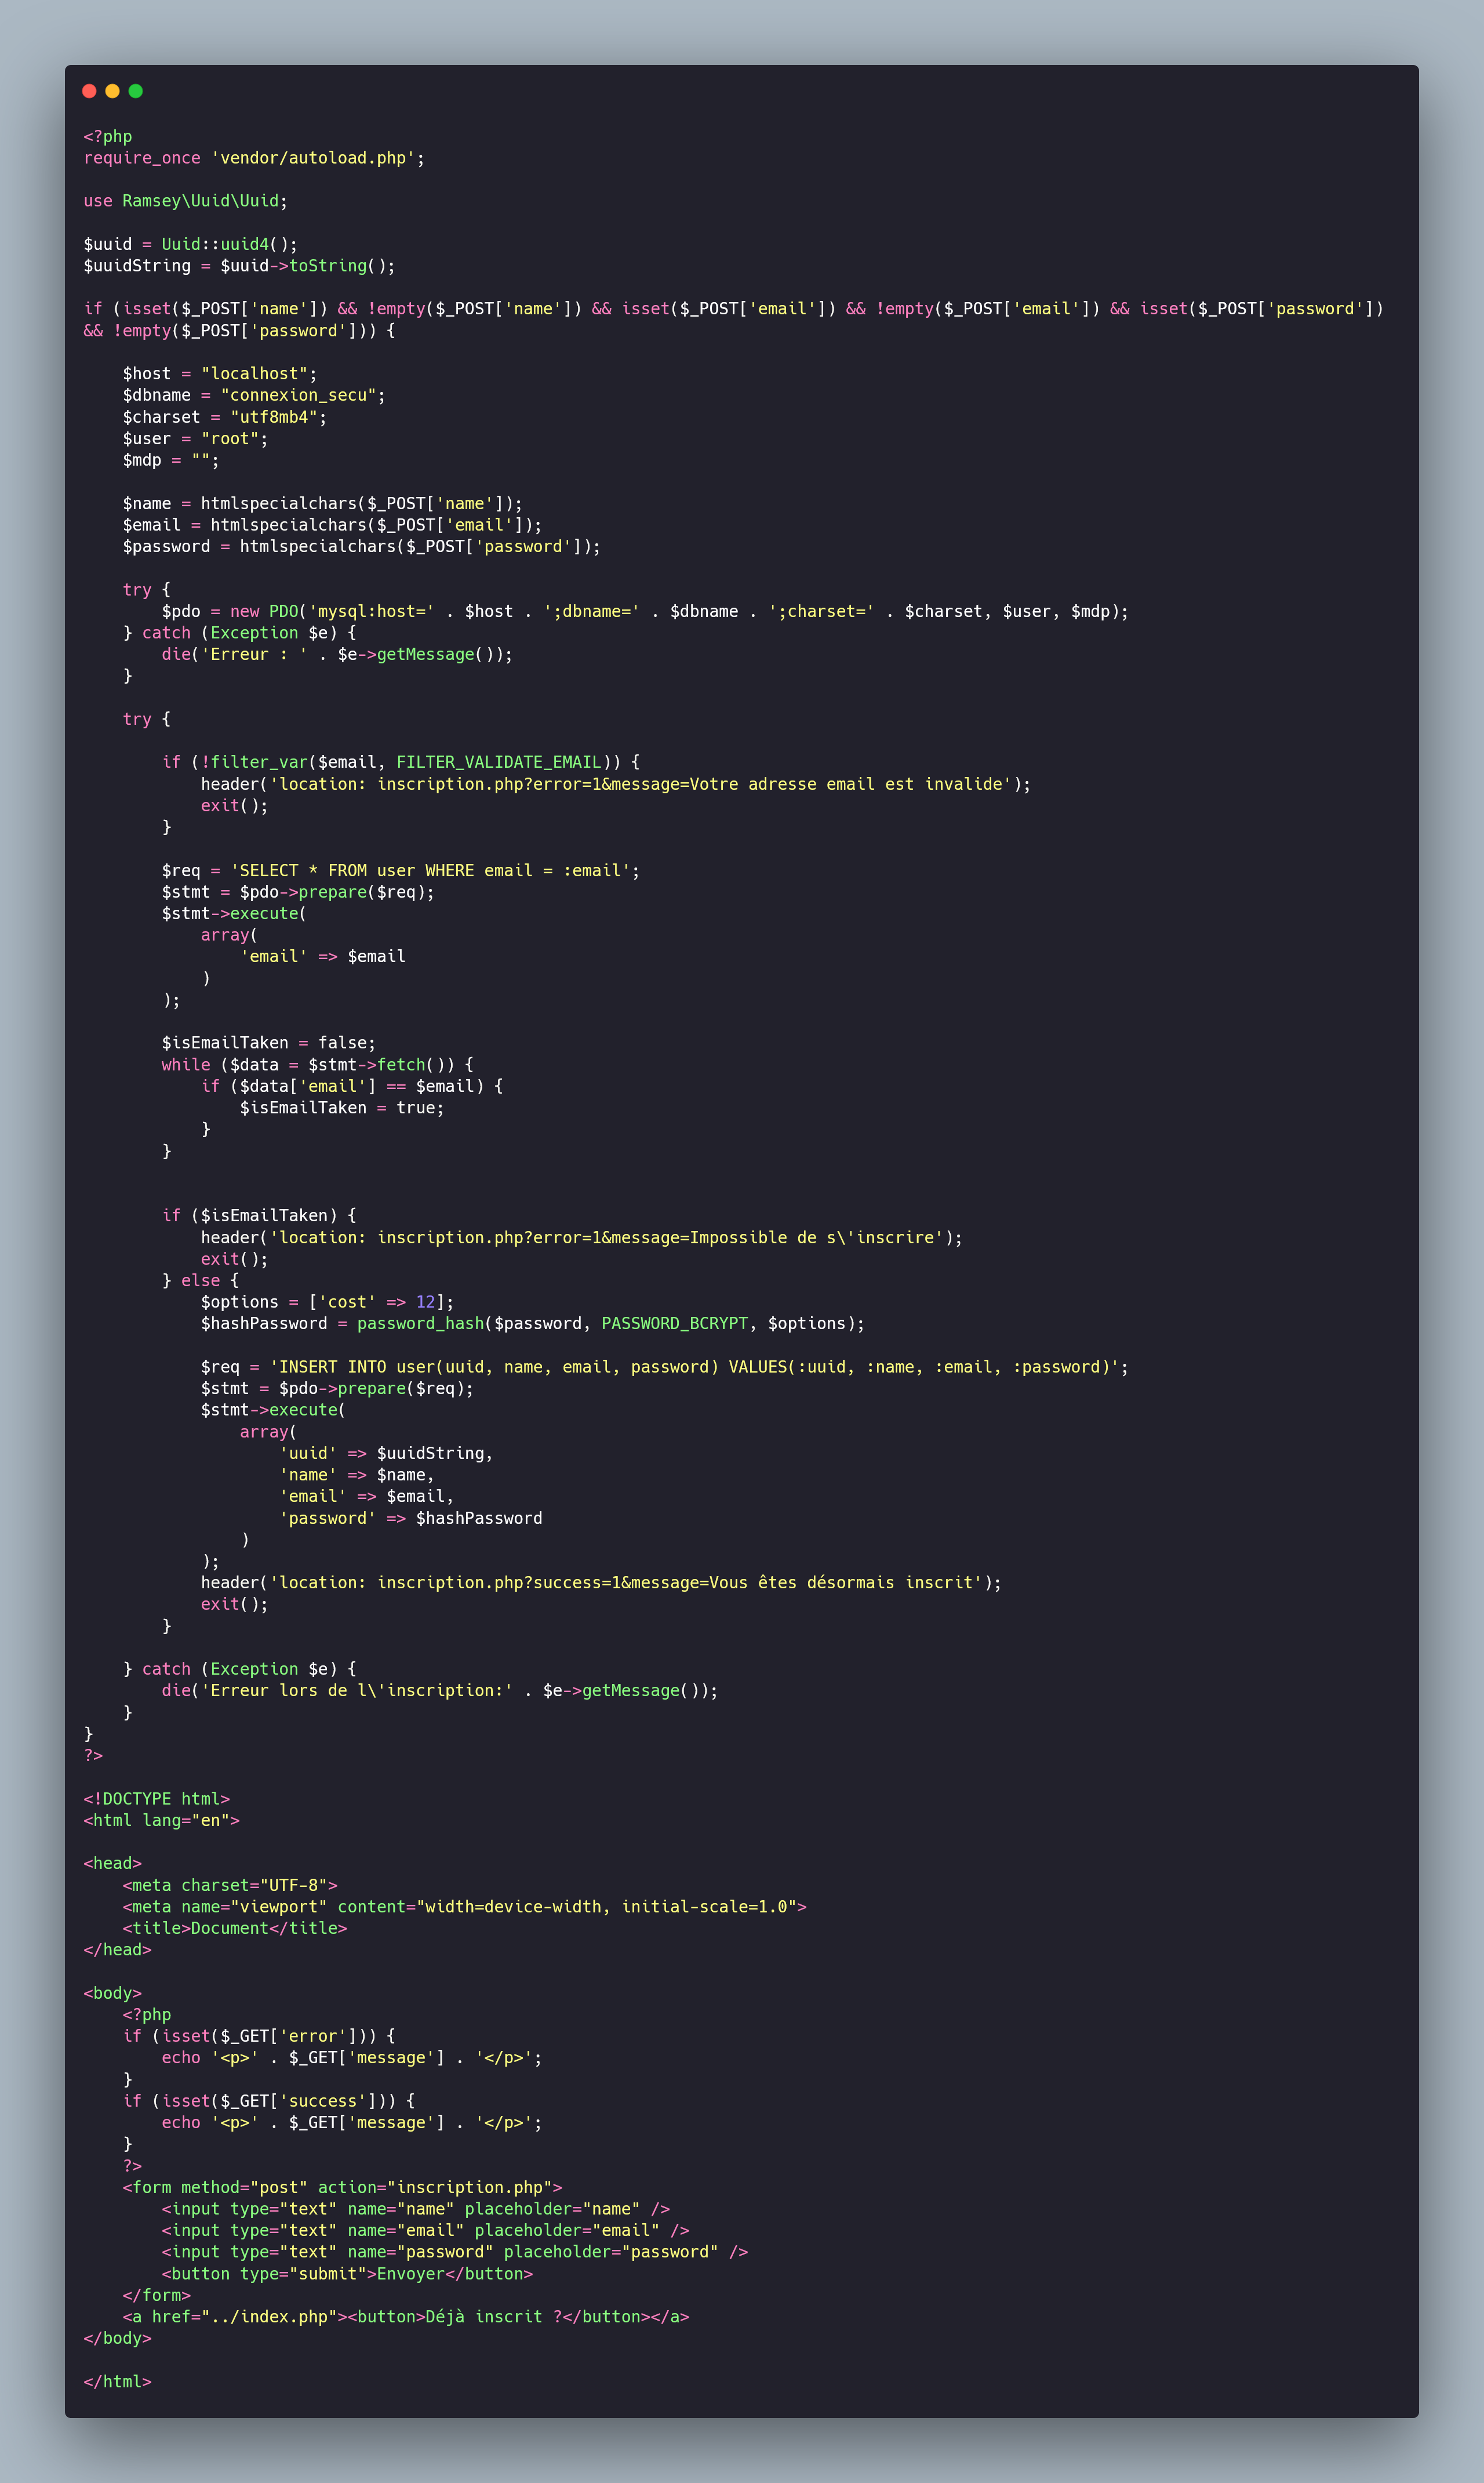 <?php
require_once 'vendor/autoload.php';

use Ramsey\Uuid\Uuid;

$uuid = Uuid::uuid4();
$uuidString = $uuid->toString();

if (isset($_POST['name']) && !empty($_POST['name']) && isset($_POST['email']) && !empty($_POST['email']) && isset($_POST['password'])
&& !empty($_POST['password'])) {

    $host = "localhost";
    $dbname = "connexion_secu";
    $charset = "utf8mb4";
    $user = "root";
    $mdp = "";

    $name = htmlspecialchars($_POST['name']);
    $email = htmlspecialchars($_POST['email']);
    $password = htmlspecialchars($_POST['password']);

    try {
        $pdo = new PDO('mysql:host=' . $host . ';dbname=' . $dbname . ';charset=' . $charset, $user, $mdp);
    } catch (Exception $e) {
        die('Erreur : ' . $e->getMessage());
    }

    try {

        if (!filter_var($email, FILTER_VALIDATE_EMAIL)) {
            header('location: inscription.php?error=1&message=Votre adresse email est invalide');
            exit();
        }

        $req = 'SELECT * FROM user WHERE email = :email';
        $stmt = $pdo->prepare($req);
        $stmt->execute(
            array(
                'email' => $email
            )
        );

        $isEmailTaken = false;
        while ($data = $stmt->fetch()) {
            if ($data['email'] == $email) {
                $isEmailTaken = true;
            }
        }


        if ($isEmailTaken) {
            header('location: inscription.php?error=1&message=Impossible de s\'inscrire');
            exit();
        } else {
            $options = ['cost' => 12];
            $hashPassword = password_hash($password, PASSWORD_BCRYPT, $options);

            $req = 'INSERT INTO user(uuid, name, email, password) VALUES(:uuid, :name, :email, :password)';
            $stmt = $pdo->prepare($req);
            $stmt->execute(
                array(
                    'uuid' => $uuidString,
                    'name' => $name,
                    'email' => $email,
                    'password' => $hashPassword
                )
            );
            header('location: inscription.php?success=1&message=Vous êtes désormais inscrit');
            exit();
        }

    } catch (Exception $e) {
        die('Erreur lors de l\'inscription:' . $e->getMessage());
    }
}
?>

<!DOCTYPE html>
<html lang="en">

<head>
    <meta charset="UTF-8">
    <meta name="viewport" content="width=device-width, initial-scale=1.0">
    <title>Document</title>
</head>

<body>
    <?php
    if (isset($_GET['error'])) {
        echo '<p>' . $_GET['message'] . '</p>';
    }
    if (isset($_GET['success'])) {
        echo '<p>' . $_GET['message'] . '</p>';
    }
    ?>
    <form method="post" action="inscription.php">
        <input type="text" name="name" placeholder="name" />
        <input type="text" name="email" placeholder="email" />
        <input type="text" name="password" placeholder="password" />
        <button type="submit">Envoyer</button>
    </form>
    <a href="../index.php"><button>Déjà inscrit ?</button></a>
</body>

</html>